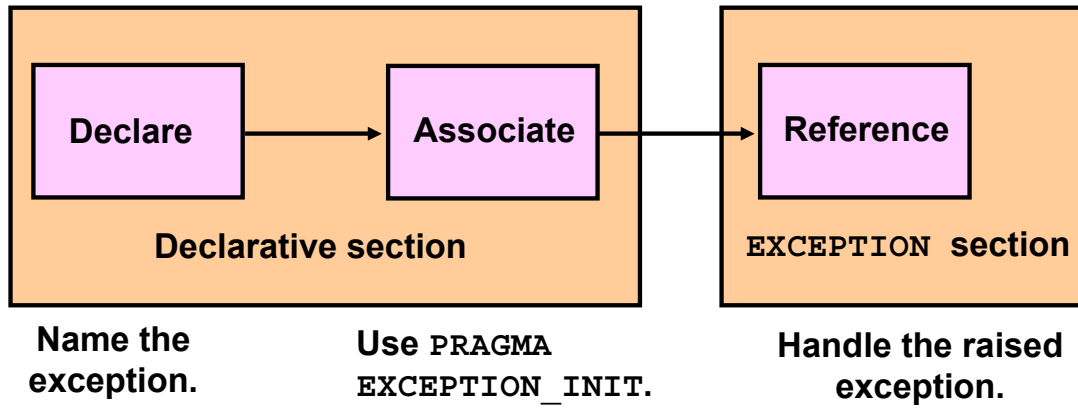 Declare
Associate
Reference
Declarative section
EXCEPTION section
Name the
exception.
Use PRAGMA
EXCEPTION_INIT.
Handle the raised
exception.